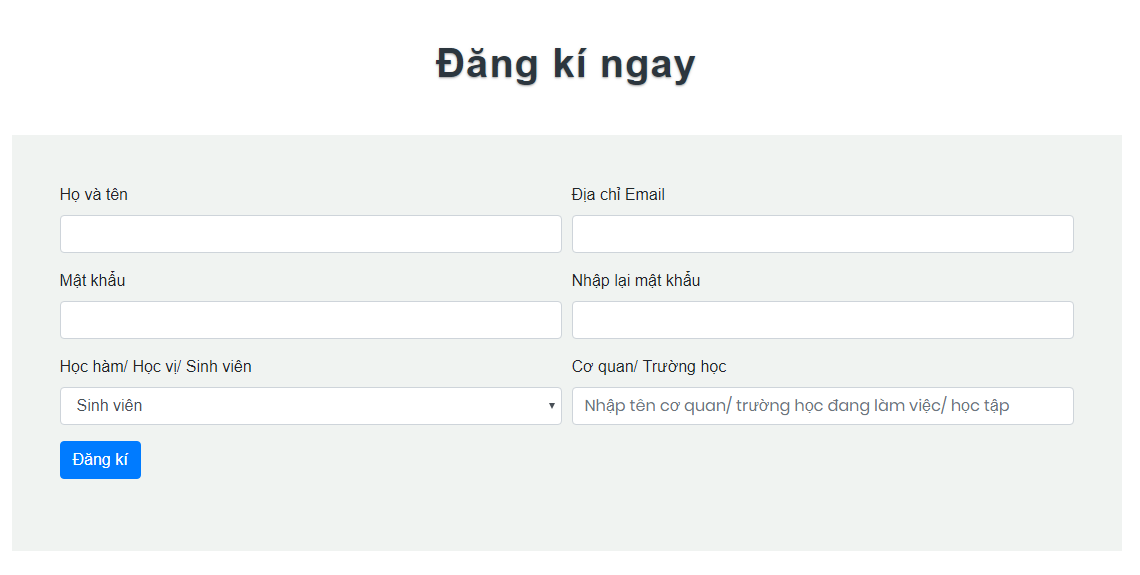 Đăng kí ngay
Họ và tên
Địa chỉ Email
Mật khẩu
Nhập lại mật khẩu
Học hàm/ Học vị/ Sinh viên
Cơ quan/ Trường học
Sinh viên
Nhập tên cơ quan/ trường học đang làm việc/ học tập
Đăng kí